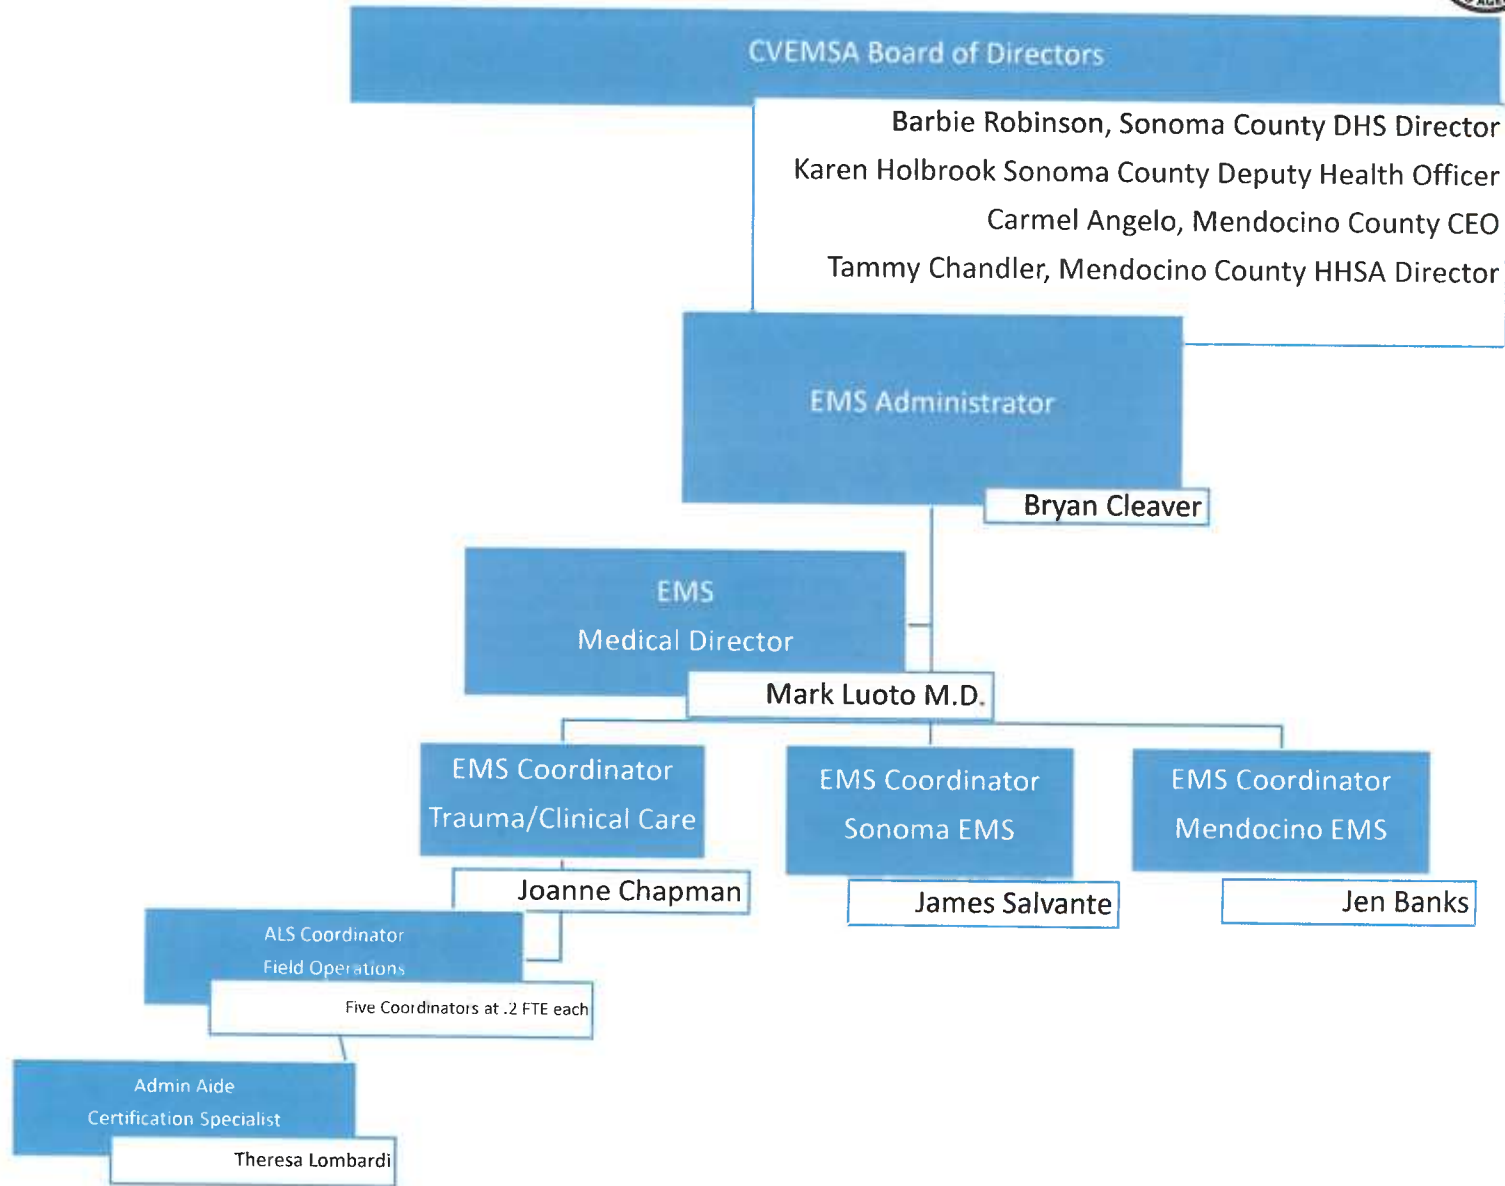 CVEMSA Board of Directors
Barbie Robinson, Sonoma County DHS Director
Karen Holbrook Sonoma County Deputy Health Officer
Carmel Angelo, Mendocino County CEO
Tammy Chandler, Mendocino County HHSA Director
EMS Administrator
Bryan Cleaver
EMS
Medical Director
Mark Luoto M.D.
EMS Coordinator
Trauma/Clinical Care
Joanne Chapman
EMS Coordinator
Sonoma EMS
James Salvante
EMS Coordinator
Mendocino EMS
Jen Banks
ALS Coordinator
Field Operations
Five Coordinators at .2 FTE each
Admin Aide
Certification Specialist
Theresa Lombardi